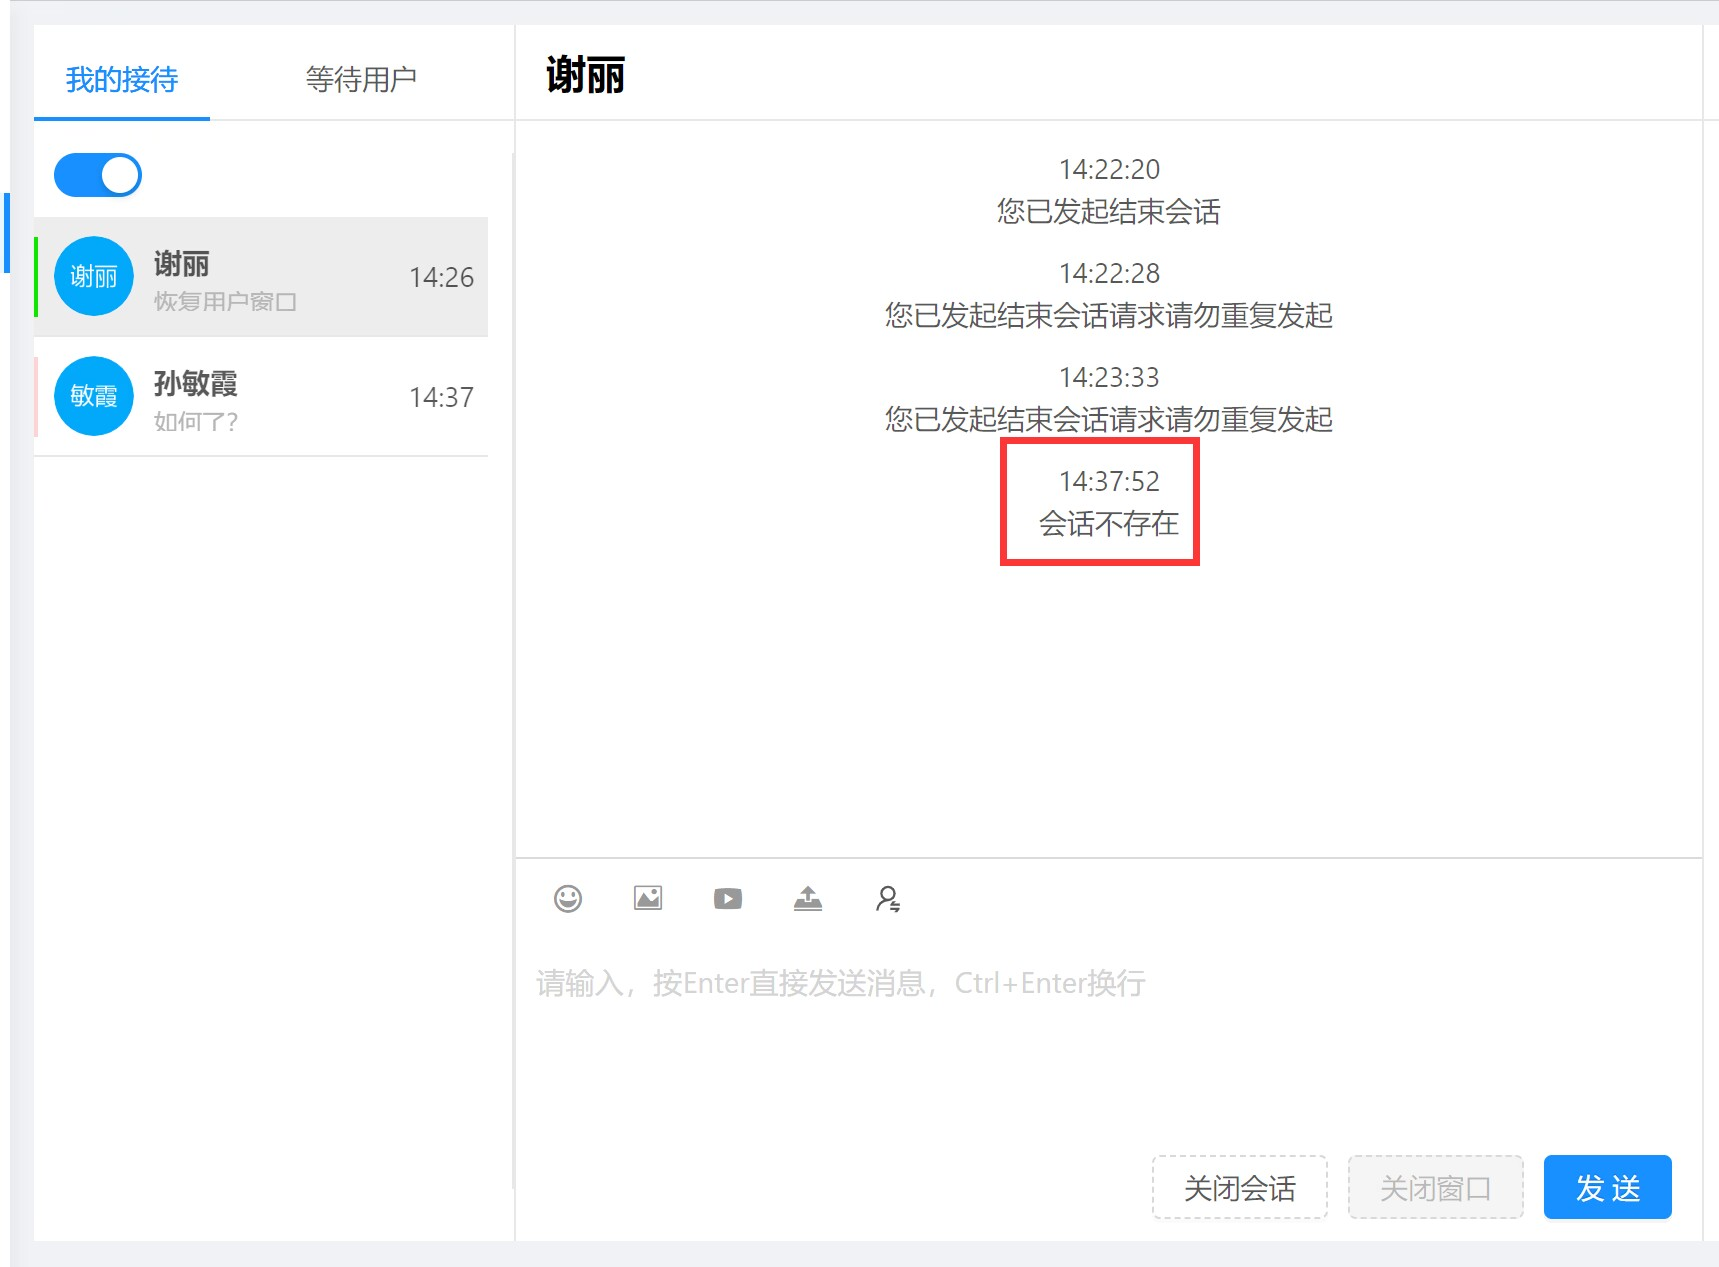 我的接待
等待用户
谢丽
谢丽
谢丽
14:26
恢复用户窗口
敏霞
孙敏霞
14:37
如何了?
14:22:20
您已发起结束会话
14:22:28
您已发起结束会话请求请勿重复发起
14:23:33
您已发起结束会话请求请勿重复发起
14:37:52
会话不存在
请输入，按Enter直接发送消息，Ctrl+Enter换行
关闭会话
关闭窗口
发送